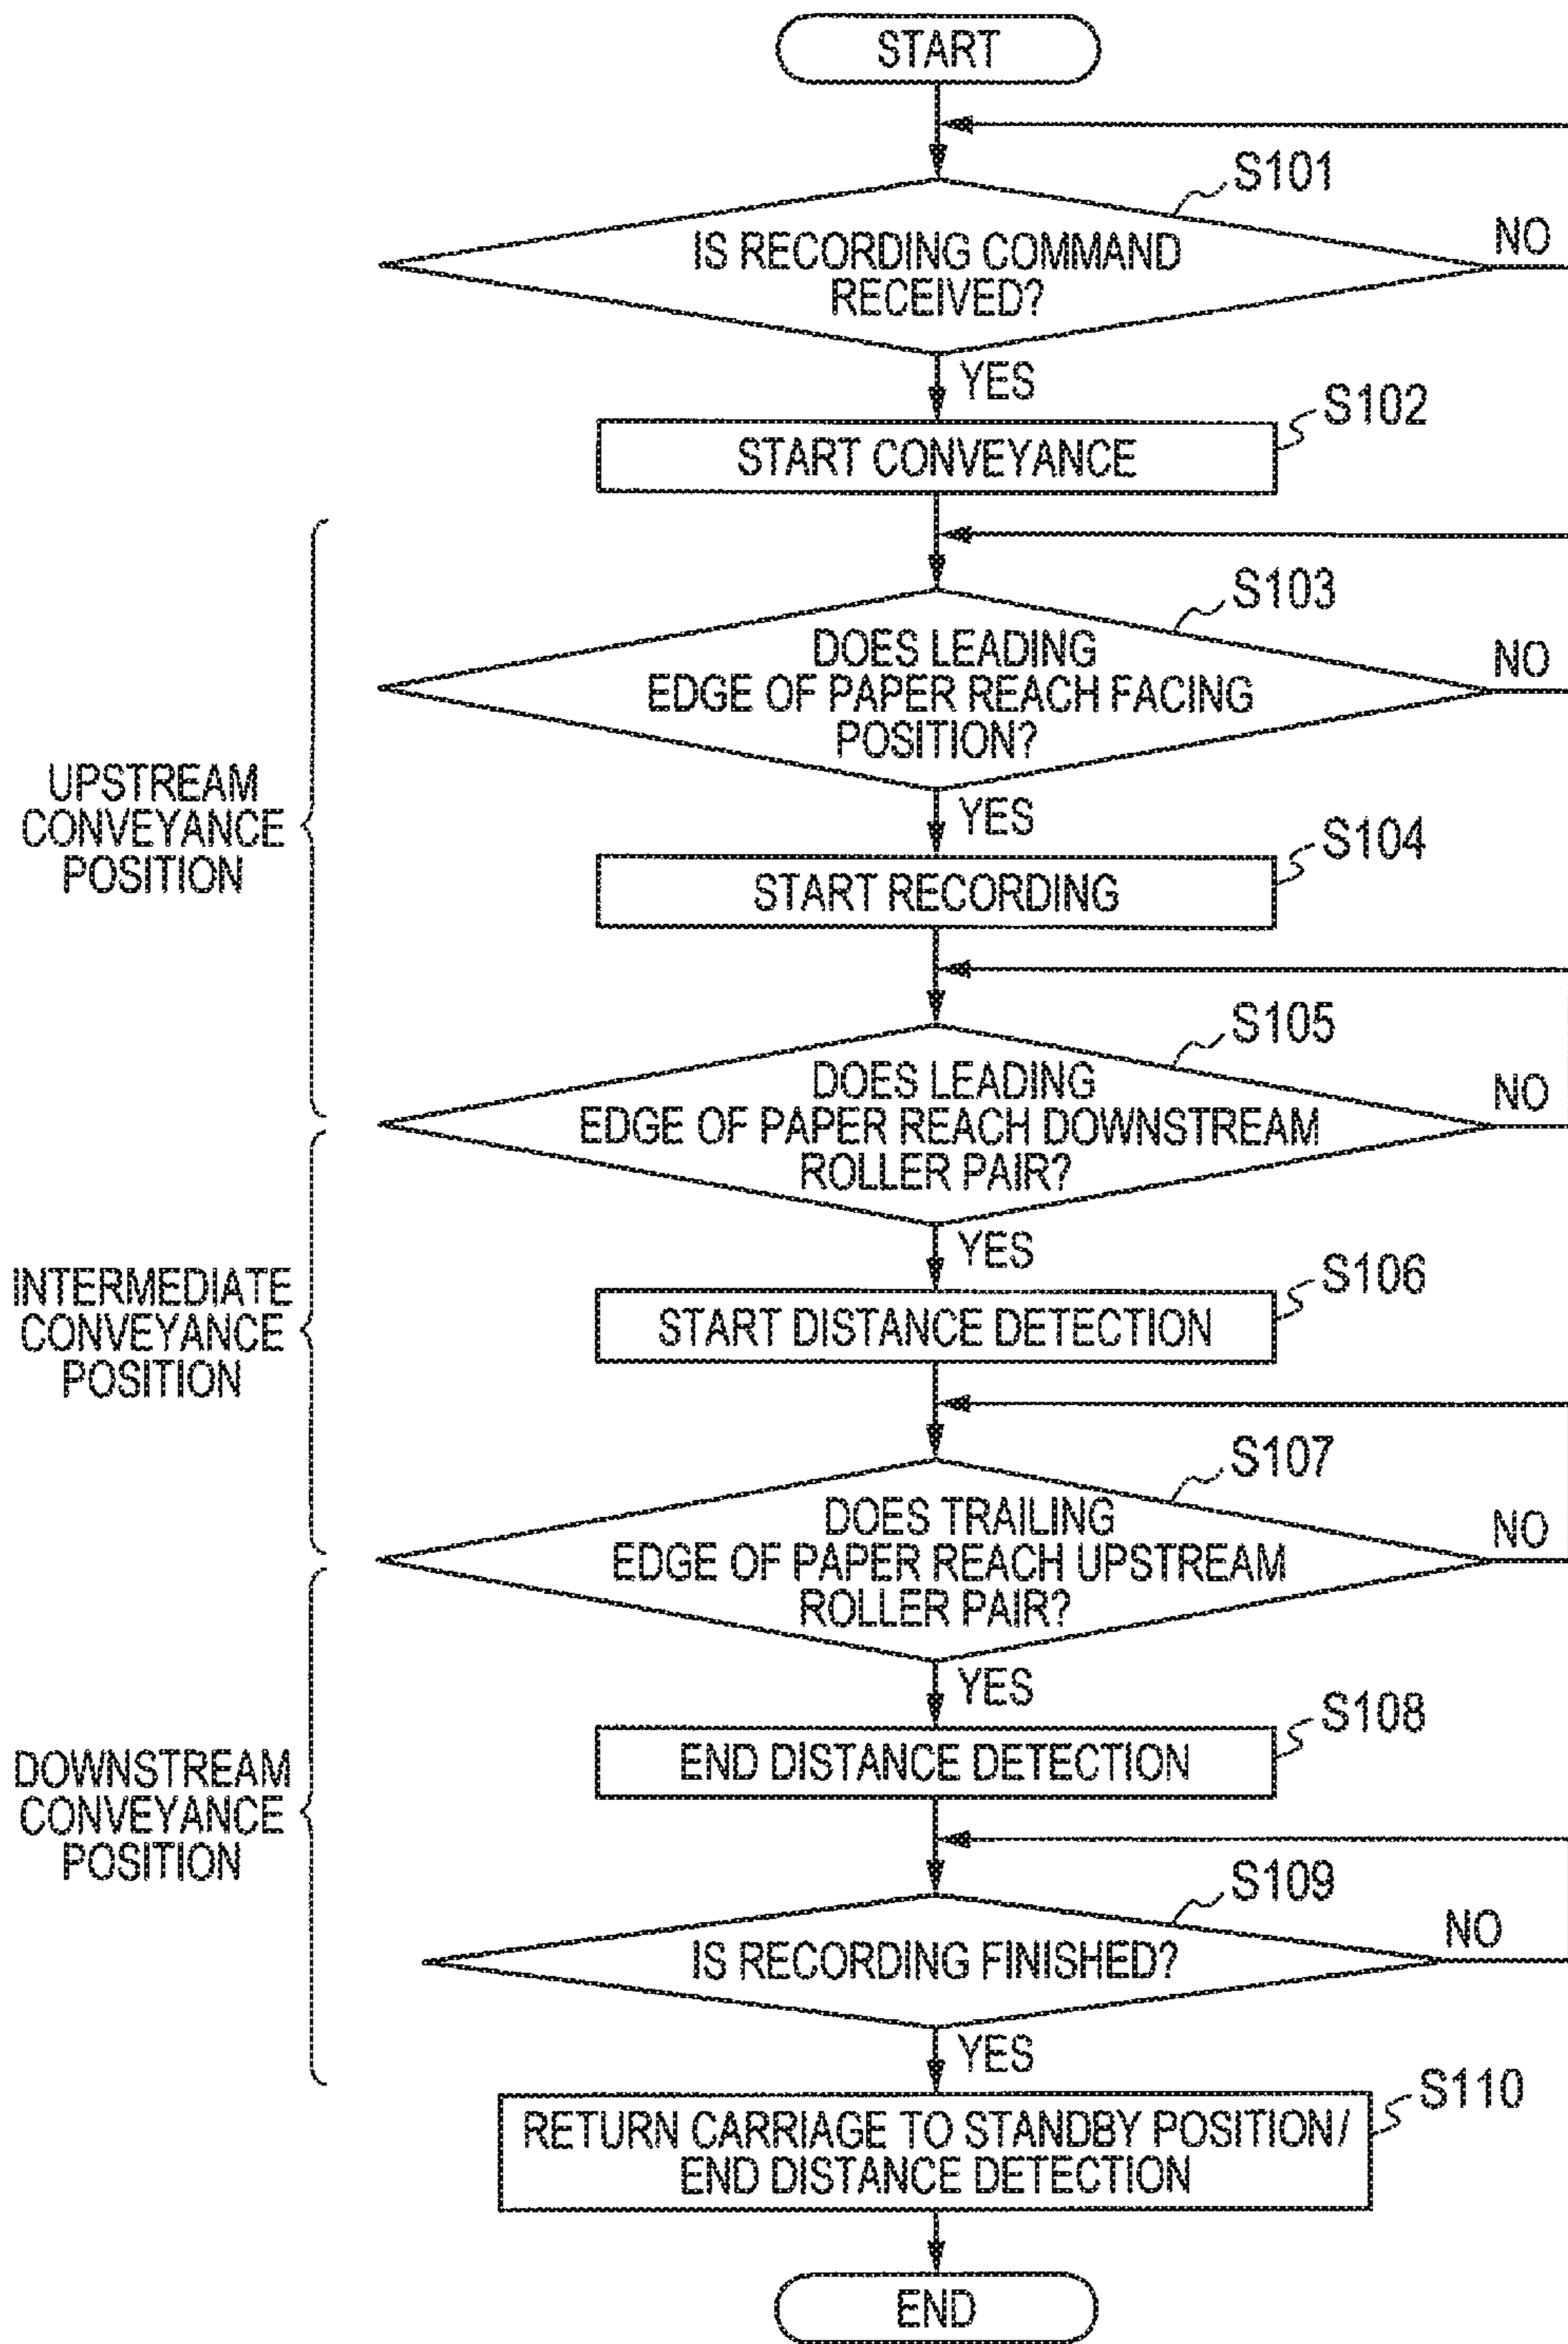 START
S101
IS RECORDING COMMAND
RECEIVED?
NO
YES
S102
START CONVEYANCE
S103
DOES LEADING
EDGE OF PAPER REACH FACING
POSITION?
NO
UPSTREAM
CONVEYANCE
POSITION
YES
S104
START RECORDING
S105
DOES LEADING
EDGE OF PAPER REACH DOWNSTREAM
ROLLER PAIR?
NO
YES
INTERMEDIATE
CONVEYANCE
POSITION
S106
START DISTANCE DETECTION
S107
DOES TRAILING
EDGE OF PAPER REACH UPSTREAM
ROLLER PAIR?
NO
YES
S108
END DISTANCE DETECTION
DOWNSTREAM
CONVEYANCE
POSITION
S109
IS RECORDING FINISHED?
NO
YES
S110
RETURN CARRIAGE TO STANDBY POSITION/
END DISTANCE DETECTION
END